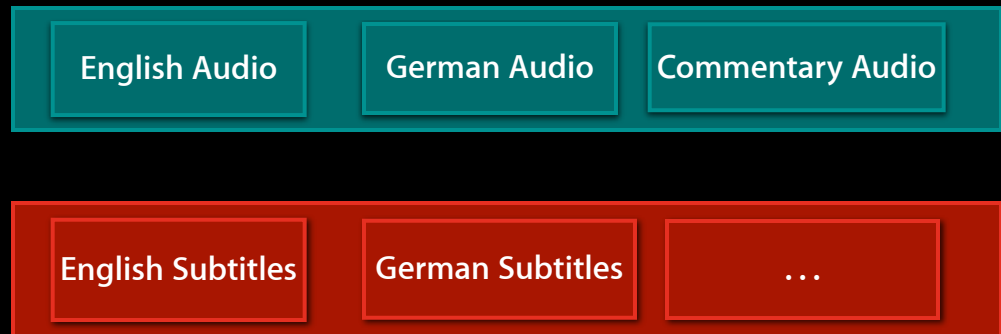 English Audio
German Audio
Commentary Audio
English Subtitles
German Subtitles
...